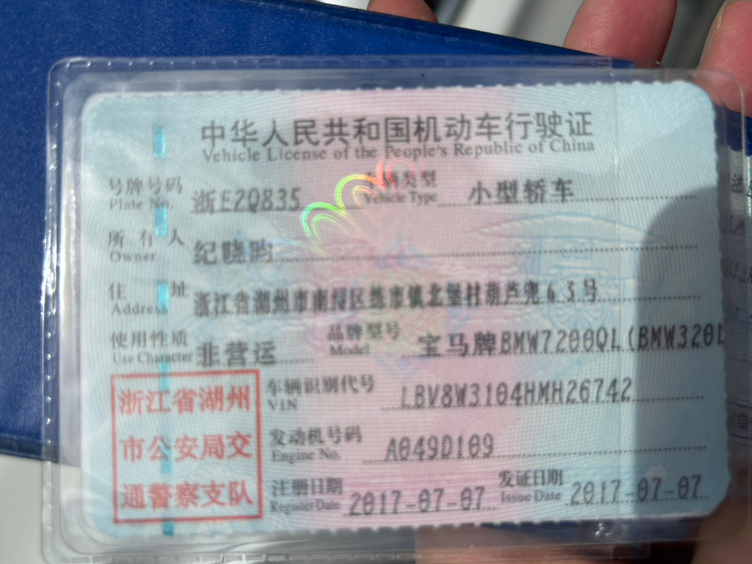 中华人民共和国机动车行驶证
Vehicle License of the People's Republic of China
号牌号码 浙E2Q835 车辆类型 小型轿车
Plate No. Vehicle Type
所有人 纪晓昀
Owner
住址 浙江省湖州市南浔区练市镇北堡村葫芦兜63号
Address
使用性质 非营运 品牌型号 宝马牌BMW7200QL(BMW320L
Use Character Model
浙江省湖州
市公安局交
通警察支队
车辆识别代号 LBV8W3104HMH26742
VIN
发动机号码 A049D109
Engine No.
注册日期 2017-07-07 发证日期 2017-07-07
Register Date Issue Date